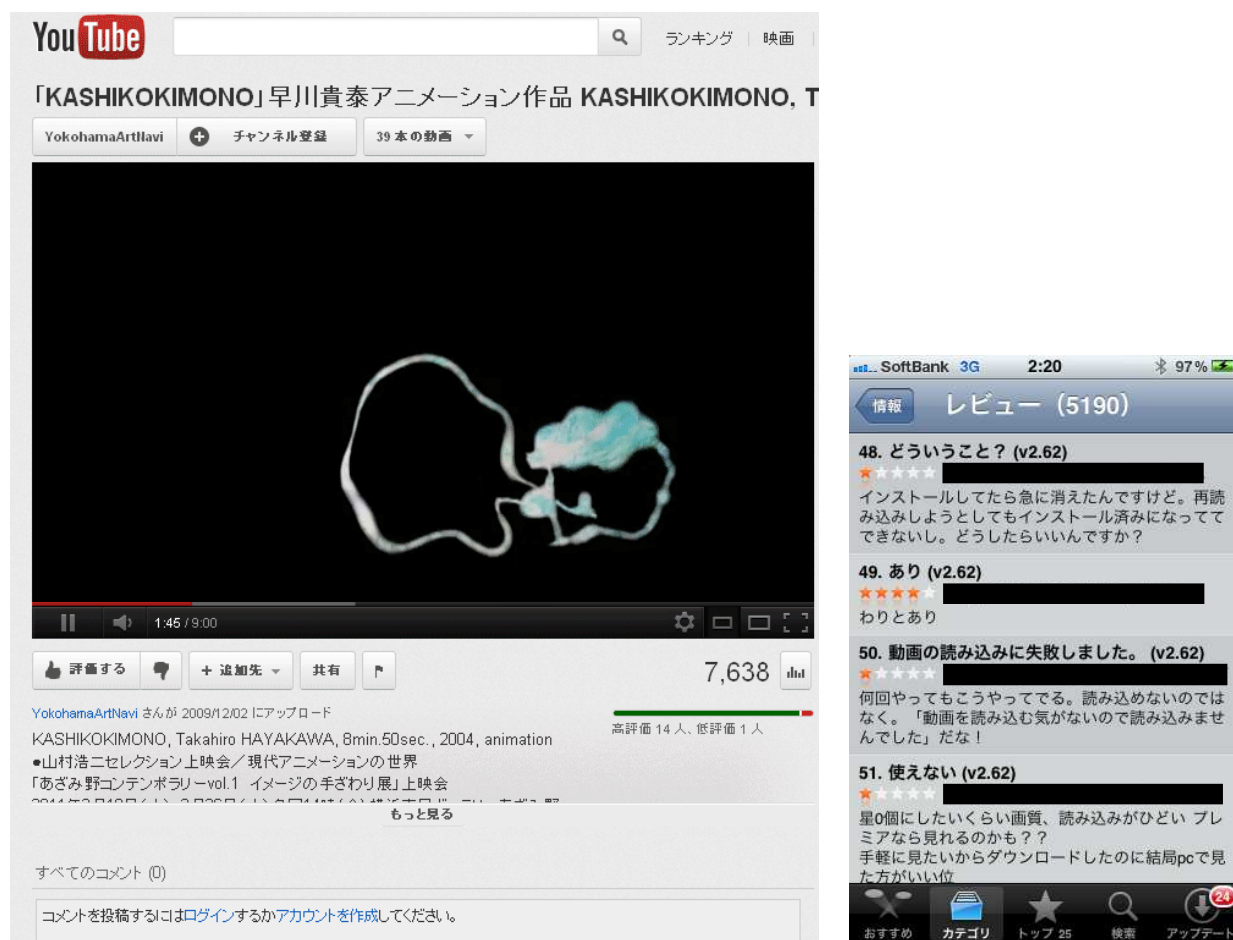 YouTube
ランキング
映画
「KASHIKOKIMONO」早川貴泰アニメーション作品 KASHIKOKIMONO, T
YokohamaArtNavi
チャンネル登録
39 本の動画
1:45 / 9:00
評価する
+ 追加先
共有
7,638
YokohamaArtNavi さんが 2009/12/02 にアップロード
高評価 14 人、低評価 1 人
KASHIKOKIMONO, Takahiro HAYAKAWA, 8min.50sec., 2004, animation
●山村浩二セレクション上映会／現代アニメーションの世界
「あざみ野コンテンポラリーvol.1 イメージの手ざわり展」上映会
もっと見る
すべてのコメント (0)
コメントを投稿するにはログインするかアカウントを作成してください。
SoftBank 3G 2:20 97%
情報
レビュー（5190）
48. どういうこと？ (v2.62)
インストールしてたら急に消えたんですけど。再読
み込みしようとしてもインストール済みになってて
できないし。どうしたらいいんですか？
49. あり (v2.62)
わりとあり
50. 動画の読み込みに失敗しました。 (v2.62)
何回やってもこうやってでる。読み込めないのでは
なく。「動画を読み込む気がないので読み込みませ
んでした」だな！
51. 使えない (v2.62)
星0個にしたいくらい画質、読み込みがひどい プレ
ミアなら見れるのかも？？
手軽に見たいからダウンロードしたのに結局pcで見
た方がいい位
おすすめ
カテゴリ
トップ 25
検索
24
アップデート